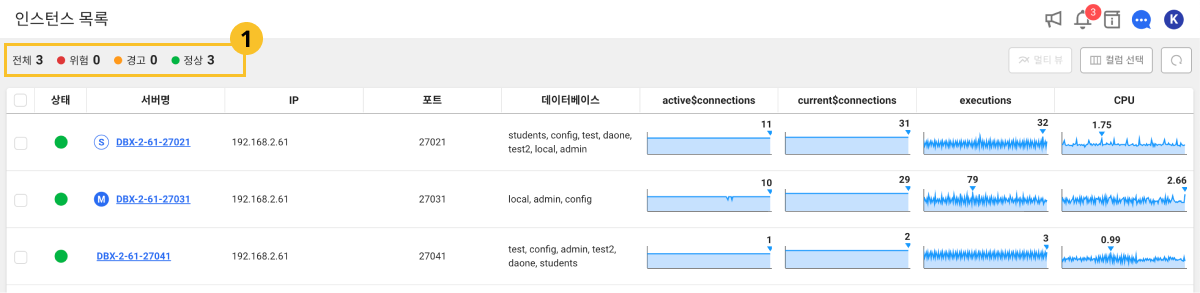 인스턴스 목록
3
K
1
전체 3 위험 0 경고 0 정상 3
멀티 뷰 컬럼 선택
상태 서버명 IP 포트 데이터베이스 active$connections current$connections executions CPU
S DBX-2-61-27021 192.168.2.61 27021 students, config, test, daone,
test2, local, admin
11 31 32 1.75
M DBX-2-61-27031 192.168.2.61 27031 local, admin, config
10 29 79 2.66
DBX-2-61-27041 192.168.2.61 27041 test, config, admin, test2,
daone, students
1 2 3 0.99